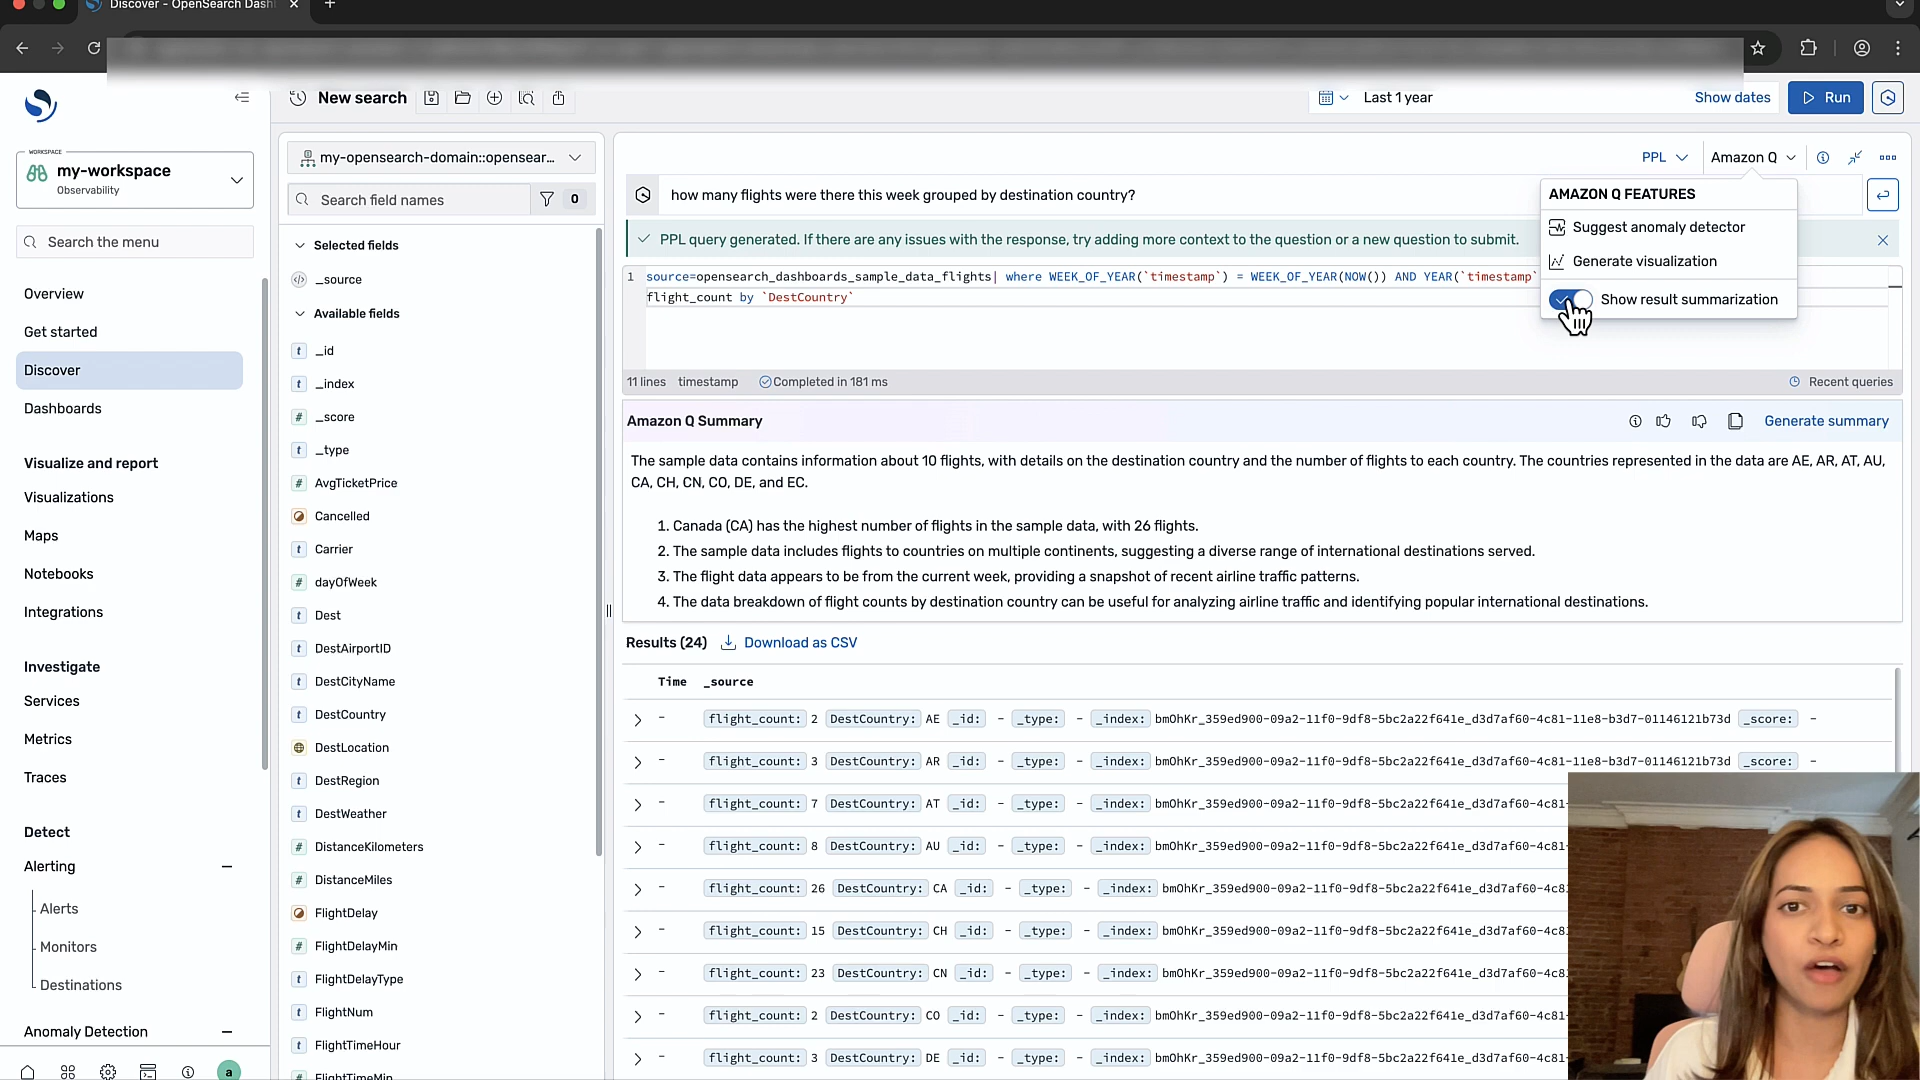 Discover - OpenSearch Dash
New search
Last 1 year
Show dates
Run
WORKSPACE
my-workspace
Observability
Search the menu
Overview
Get started
Discover
Dashboards
Visualize and report
Visualizations
Maps
Notebooks
Integrations
Investigate
Services
Metrics
Traces
Detect
Alerting
Alerts
Monitors
Destinations
Anomaly Detection
a
my-opensearch-domain::opensear...
Search field names
0
Selected fields
_source
Available fields
t _id
t _index
# _score
t _type
# AvgTicketPrice
Cancelled
t Carrier
# dayOfWeek
t Dest
t DestAirportID
t DestCityName
t DestCountry
DestLocation
t DestRegion
t DestWeather
# DistanceKilometers
# DistanceMiles
FlightDelay
# FlightDelayMin
t FlightDelayType
t FlightNum
t FlightTimeHour
# FlightTimeMin
PPL
Amazon Q
how many flights were there this week grouped by destination country?
PPL query generated. If there are any issues with the response, try adding more context to the question or a new question to submit.
AMAZON Q FEATURES
Suggest anomaly detector
Generate visualization
Show result summarization
1 source=opensearch_dashboards_sample_data_flights| where WEEK_OF_YEAR(`timestamp`) = WEEK_OF_YEAR(NOW()) AND YEAR(`timestamp`
flight_count by `DestCountry`
11 lines timestamp Completed in 181 ms
Recent queries
Amazon Q Summary
Generate summary
The sample data contains information about 10 flights, with details on the destination country and the number of flights to each country. The countries represented in the data are AE, AR, AT, AU,
CA, CH, CN, CO, DE, and EC.
1. Canada (CA) has the highest number of flights in the sample data, with 26 flights.
2. The sample data includes flights to countries on multiple continents, suggesting a diverse range of international destinations served.
3. The flight data appears to be from the current week, providing a snapshot of recent airline traffic patterns.
4. The data breakdown of flight counts by destination country can be useful for analyzing airline traffic and identifying popular international destinations.
Results (24) Download as CSV
Time _source
- flight_count: 2 DestCountry: AE _id: - _type: - _index: bmOhKr_359ed900-09a2-11f0-9df8-5bc2a22f641e_d3d7af60-4c81-11e8-b3d7-01146121b73d _score: -
- flight_count: 3 DestCountry: AR _id: - _type: - _index: bmOhKr_359ed900-09a2-11f0-9df8-5bc2a22f641e_d3d7af60-4c81-11e8-b3d7-01146121b73d _score: -
- flight_count: 7 DestCountry: AT _id: - _type: - _index: bmOhKr_359ed900-09a2-11f0-9df8-5bc2a22f641e_d3d7af60-4c81-
- flight_count: 8 DestCountry: AU _id: - _type: - _index: bmOhKr_359ed900-09a2-11f0-9df8-5bc2a22f641e_d3d7af60-4c81-
- flight_count: 26 DestCountry: CA _id: - _type: - _index: bmOhKr_359ed900-09a2-11f0-9df8-5bc2a22f641e_d3d7af60-4c8
- flight_count: 15 DestCountry: CH _id: - _type: - _index: bmOhKr_359ed900-09a2-11f0-9df8-5bc2a22f641e_d3d7af60-4c8
- flight_count: 23 DestCountry: CN _id: - _type: - _index: bmOhKr_359ed900-09a2-11f0-9df8-5bc2a22f641e_d3d7af60-4c8
- flight_count: 2 DestCountry: CO _id: - _type: - _index: bmOhKr_359ed900-09a2-11f0-9df8-5bc2a22f641e_d3d7af60-4c81-
- flight_count: 3 DestCountry: DE _id: - _type: - _index: bmOhKr_359ed900-09a2-11f0-9df8-5bc2a22f641e_d3d7af60-4c81-